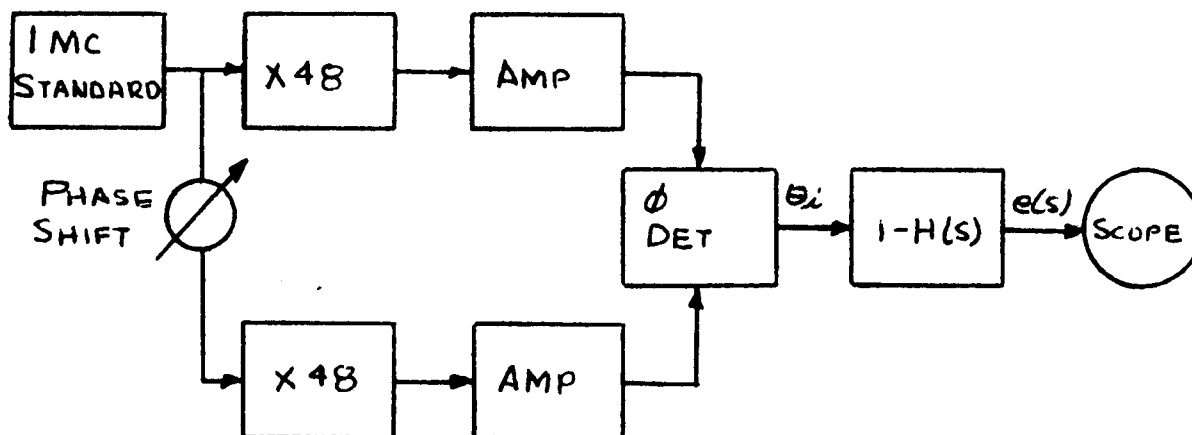 1 MC
STANDARD
X 48
AMP
PHASE
SHIFT
ϕ
DET
θi
1-H(S)
e(s)
SCOPE
X 48
AMP